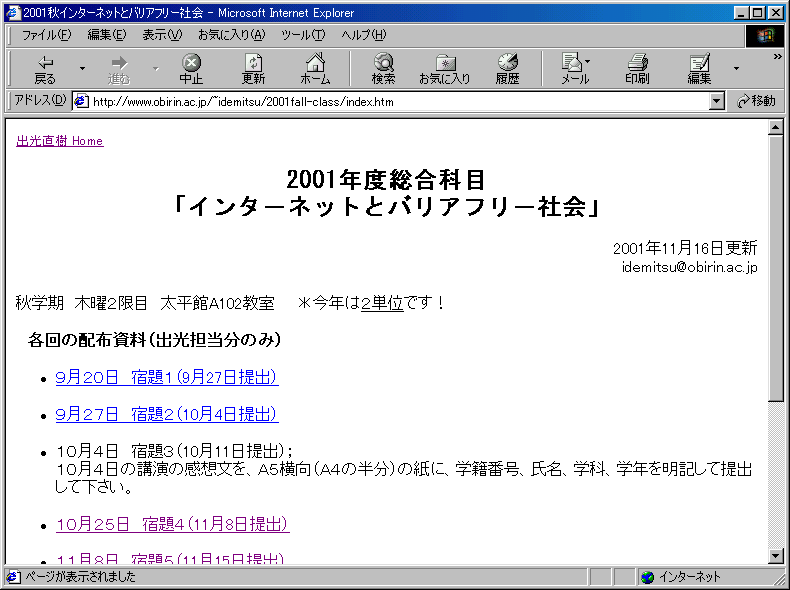 2001秋インターネットとバリアフリー社会 - Microsoft Internet Explorer
ファイル(F) 編集(E) 表示(V) お気に入り(A) ツール(T) ヘルプ(H)
戻る 進む 中止 更新 ホーム 検索 お気に入り 履歴 メール 印刷 編集 »
アドレス(D) http://www.obirin.ac.jp/~idemitsu/2001fall-class/index.htm 移動
出光直樹 Home
2001年度総合科目
「インターネットとバリアフリー社会」
2001年11月16日更新
idemitsu@obirin.ac.jp
秋学期　木曜２限目　太平館A102教室　　＊今年は２単位です！
各回の配布資料（出光担当分のみ）
• ９月２０日　宿題１（９月27日提出）
• ９月２７日　宿題２（10月４日提出）
• １０月４日　宿題３（10月11日提出）；
１０月４日の講演の感想文を、Ａ５横向（Ａ４の半分）の紙に、学籍番号、氏名、学科、学年を明記して提出
して下さい。
• １０月２５日　宿題４（11月８日提出）
• １１月８日　宿題５（11月15日提出）
ページが表示されました インターネット